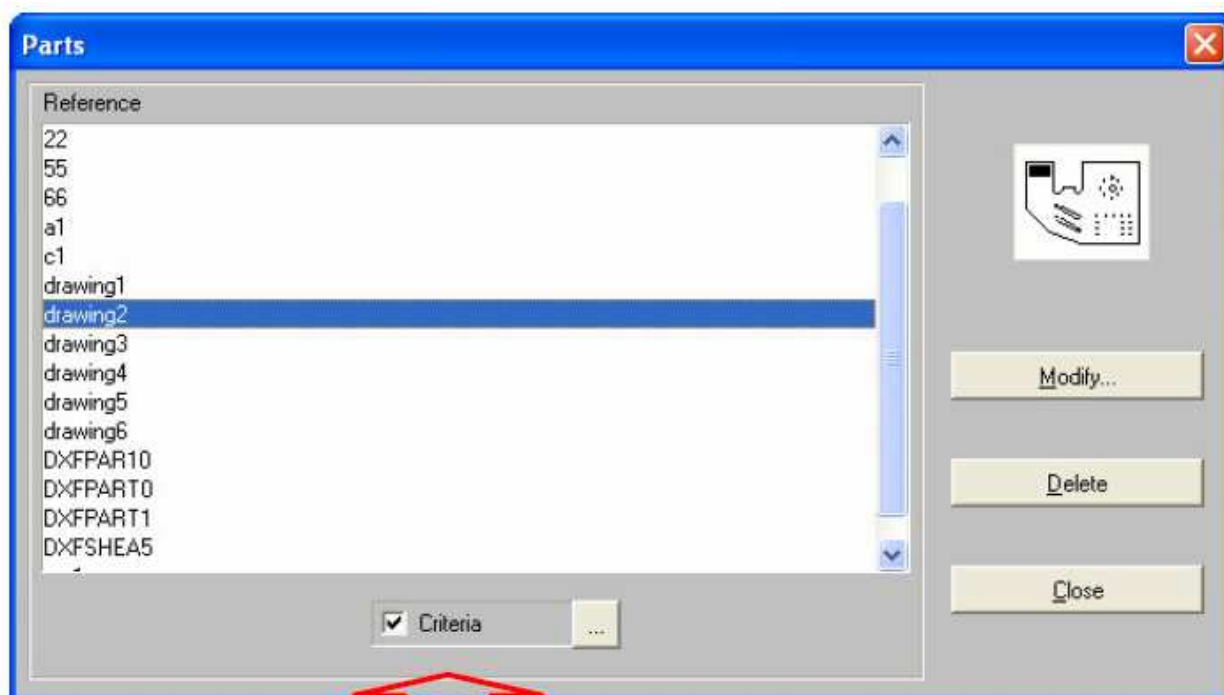 Parts
Reference
22
55
66
a1
c1
drawing1
drawing2
drawing3
drawing4
drawing5
drawing6
DXFPAR10
DXFPART0
DXFPART1
DXFSHEA5
Modify...
Delete
Close
Criteria
...